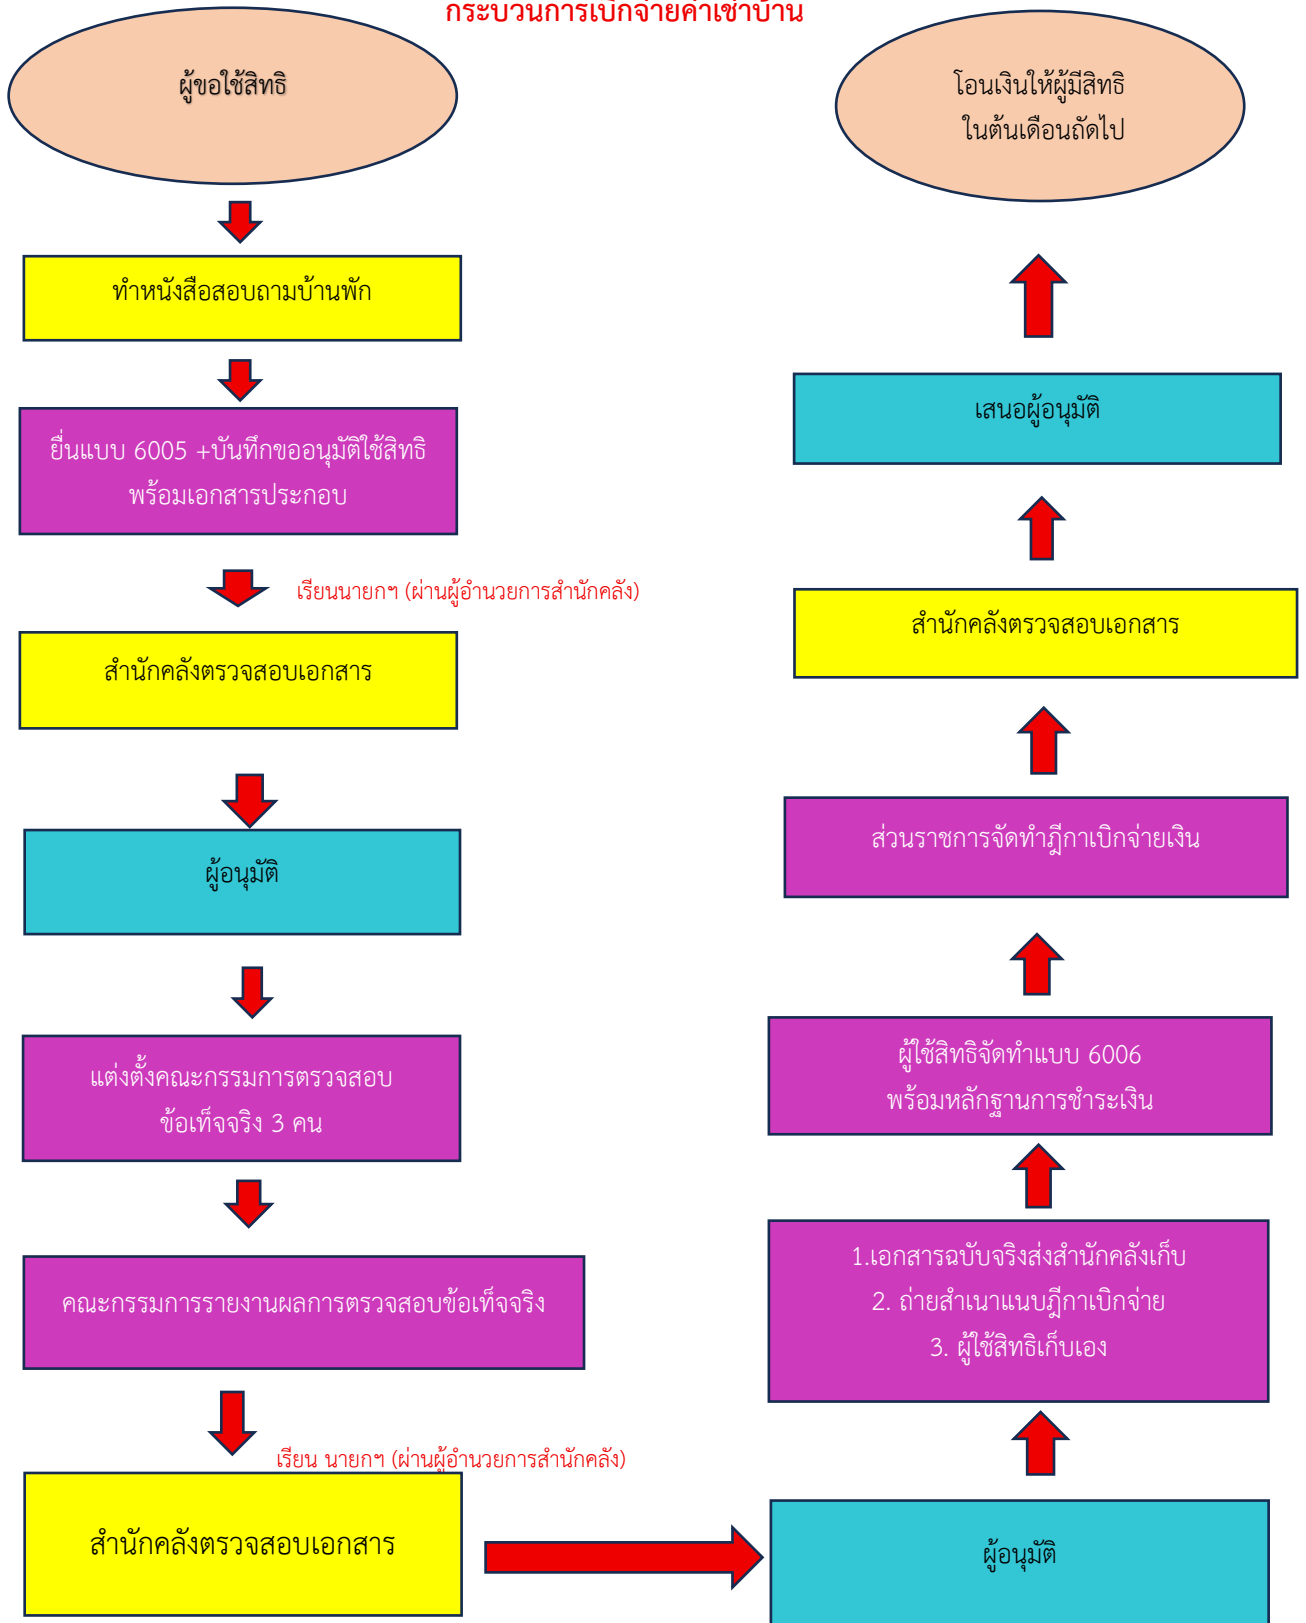 กระบวนการเบิกจ่ายค่าเช่าบ้าน
ผู้ขอใช้สิทธิ
ทำหนังสือสอบถามบ้านพัก
ยื่นแบบ 6005 +บันทึกขออนุมัติใช้สิทธิ
พร้อมเอกสารประกอบ
เรียนนายกฯ (ผ่านผู้อำนวยการสำนักคลัง)
สำนักคลังตรวจสอบเอกสาร
ผู้อนุมัติ
แต่งตั้งคณะกรรมการตรวจสอบ
ข้อเท็จจริง 3 คน
คณะกรรมการรายงานผลการตรวจสอบข้อเท็จจริง
เรียน นายกฯ (ผ่านผู้อำนวยการสำนักคลัง)
สำนักคลังตรวจสอบเอกสาร
ผู้อนุมัติ
1.เอกสารฉบับจริงส่งสำนักคลังเก็บ
2. ถ่ายสำเนาแนบฎีกาเบิกจ่าย
3. ผู้ใช้สิทธิเก็บเอง
ผู้ใช้สิทธิจัดทำแบบ 6006
พร้อมหลักฐานการชำระเงิน
ส่วนราชการจัดทำฎีกาเบิกจ่ายเงิน
สำนักคลังตรวจสอบเอกสาร
เสนอผู้อนุมัติ
โอนเงินให้ผู้มีสิทธิ
ในต้นเดือนถัดไป